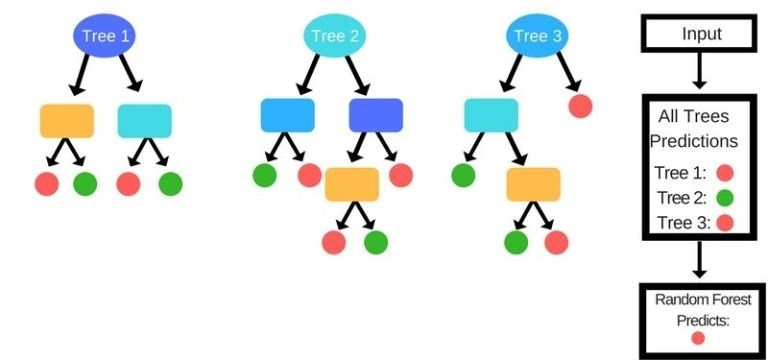 Tree 1
Tree 2
Tree 3
Input
All Trees
Predictions
Tree 1:
Tree 2:
Tree 3:
Random Forest
Predicts: